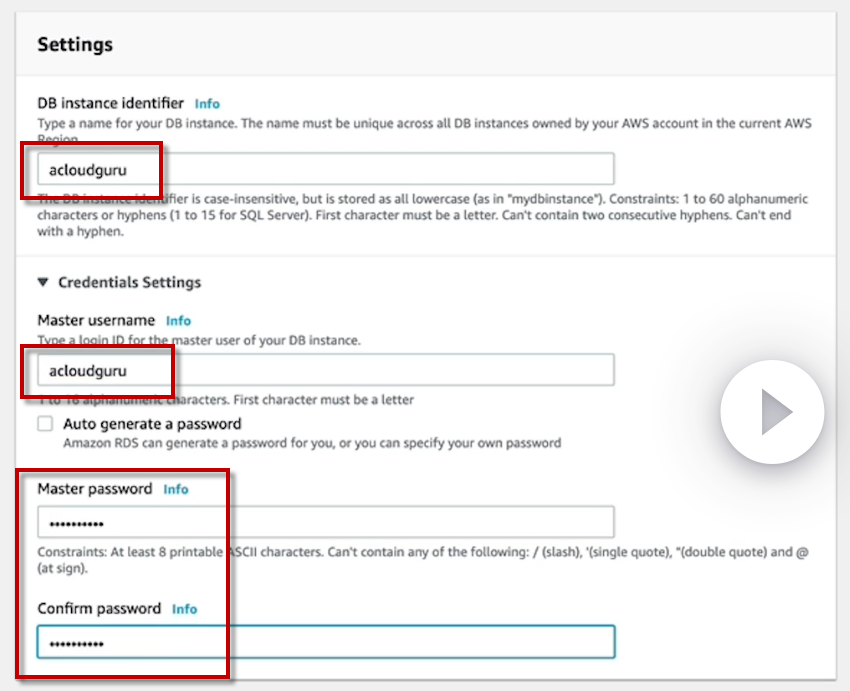 Settings
DB instance identifier Info
Type a name for your DB instance. The name must be unique across all DB instances owned by your AWS account in the current AWS
Region.
acloudguru
The DB instance identifier is case-insensitive, but is stored as all lowercase (as in "mydbinstance"). Constraints: 1 to 60 alphanumeric
characters or hyphens (1 to 15 for SQL Server). First character must be a letter. Can't contain two consecutive hyphens. Can't end
with a hyphen.
Credentials Settings
Master username Info
Type a login ID for the master user of your DB instance.
acloudguru
1 to 16 alphanumeric characters. First character must be a letter
Auto generate a password
Amazon RDS can generate a password for you, or you can specify your own password
Master password Info
••••••••••
Constraints: At least 8 printable ASCII characters. Can't contain any of the following: / (slash), '(single quote), "(double quote) and @
(at sign).
Confirm password Info
••••••••••